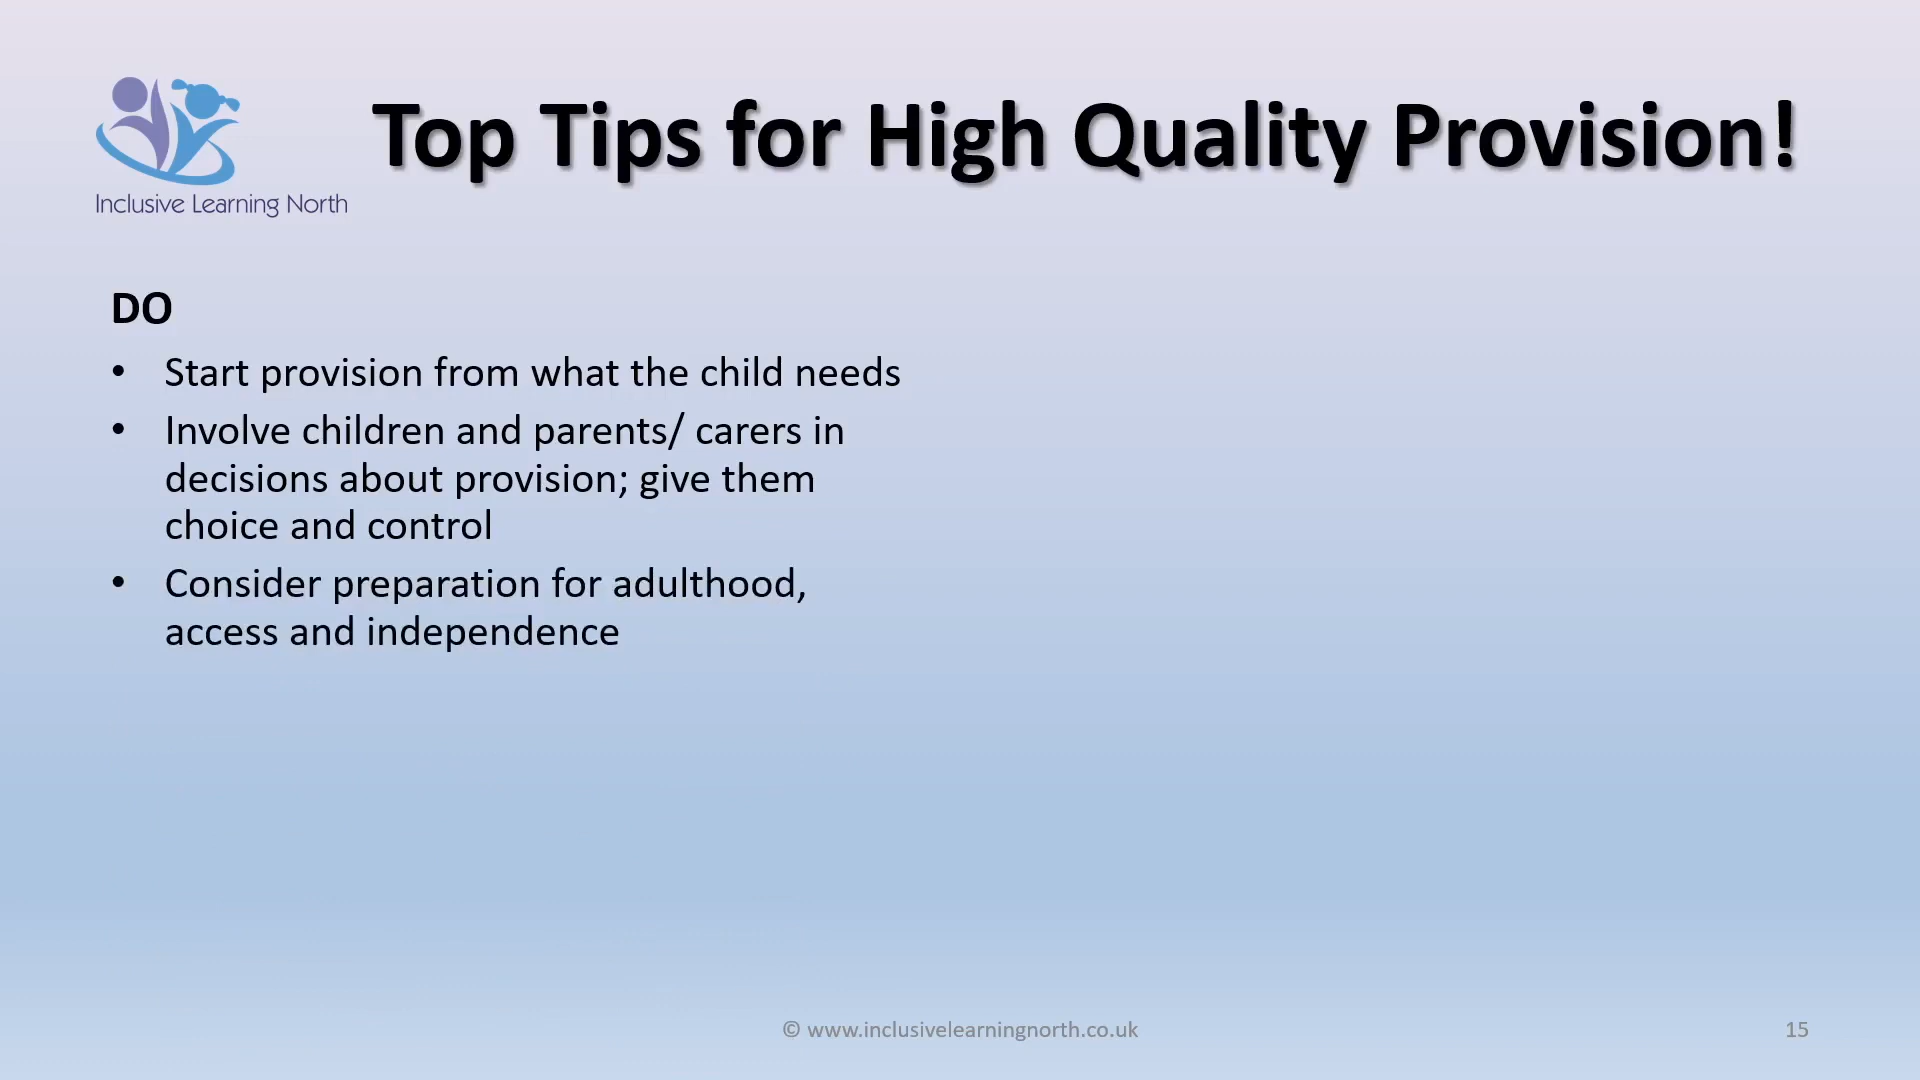 Top Tips for High Quality Provision!
Inclusive Learning North
DO
• Start provision from what the child needs
• Involve children and parents/ carers in
decisions about provision; give them
choice and control
• Consider preparation for adulthood,
access and independence
© www.inclusivelearningnorth.co.uk
15